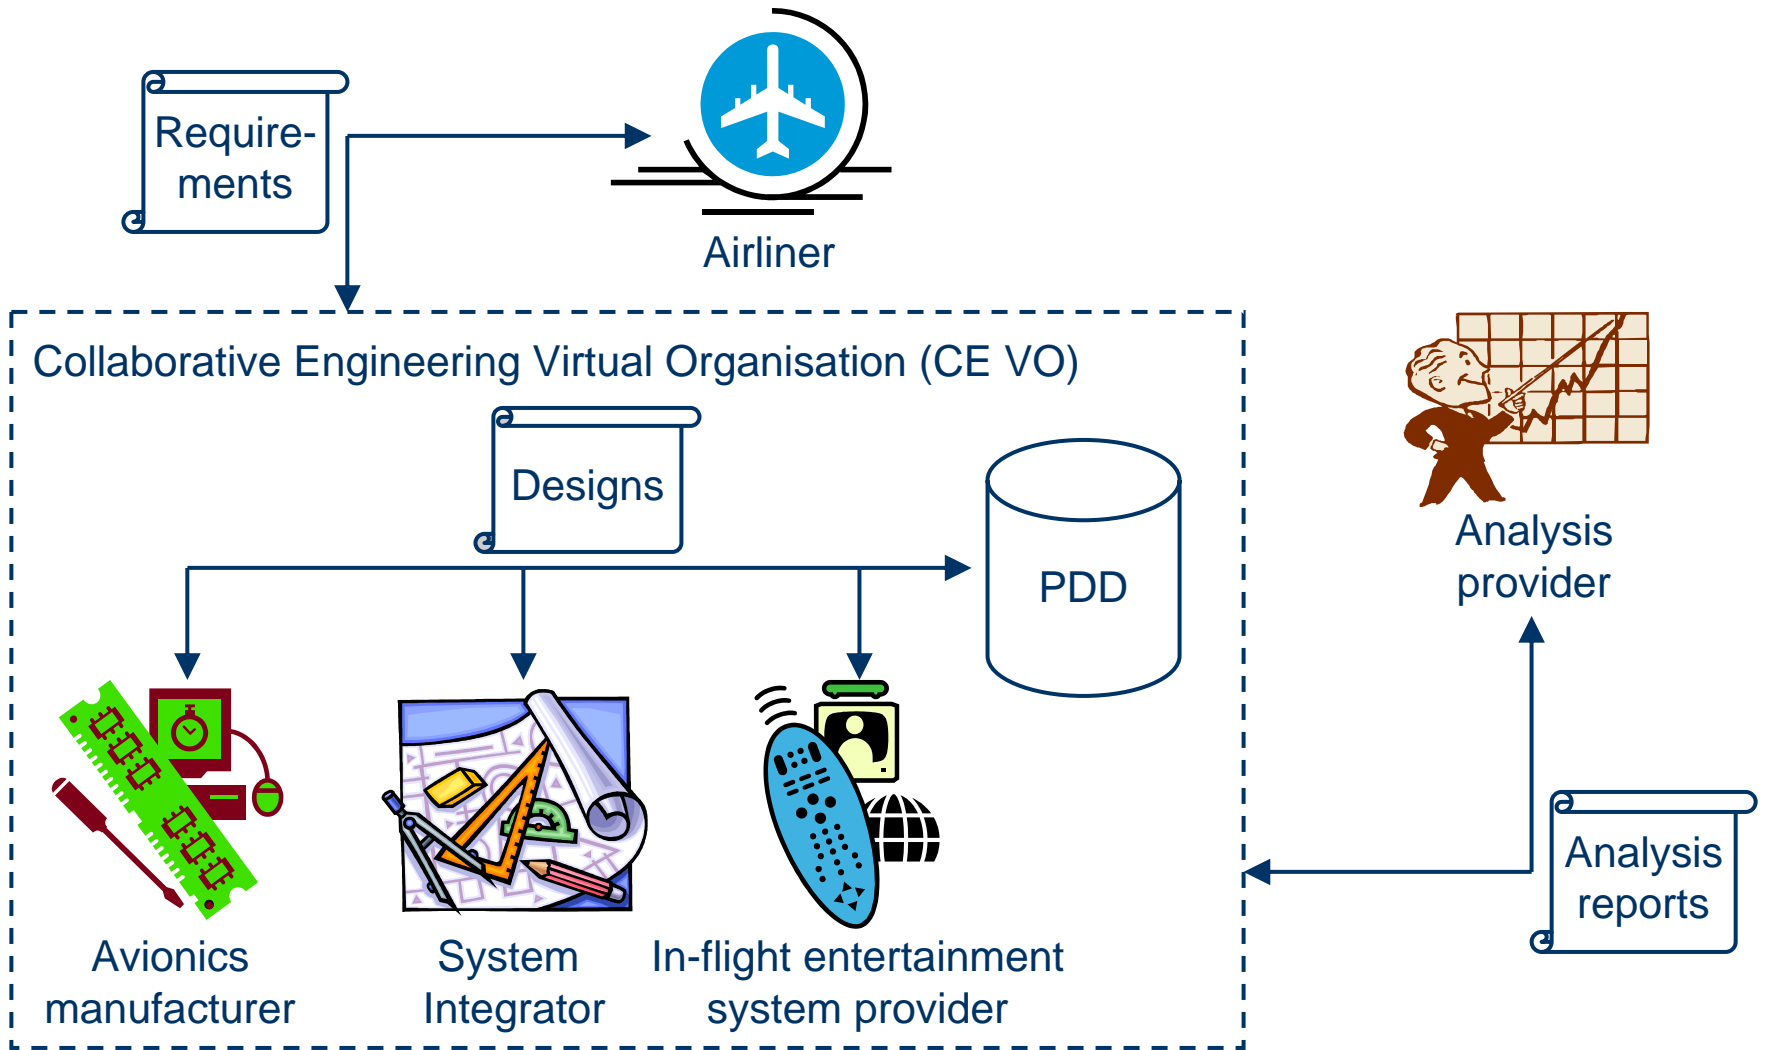 Require-
ments
Airliner
Collaborative Engineering Virtual Organisation (CE VO)
Designs
PDD
Analysis
provider
Analysis
reports
Avionics
manufacturer
System
Integrator
In-flight entertainment
system provider